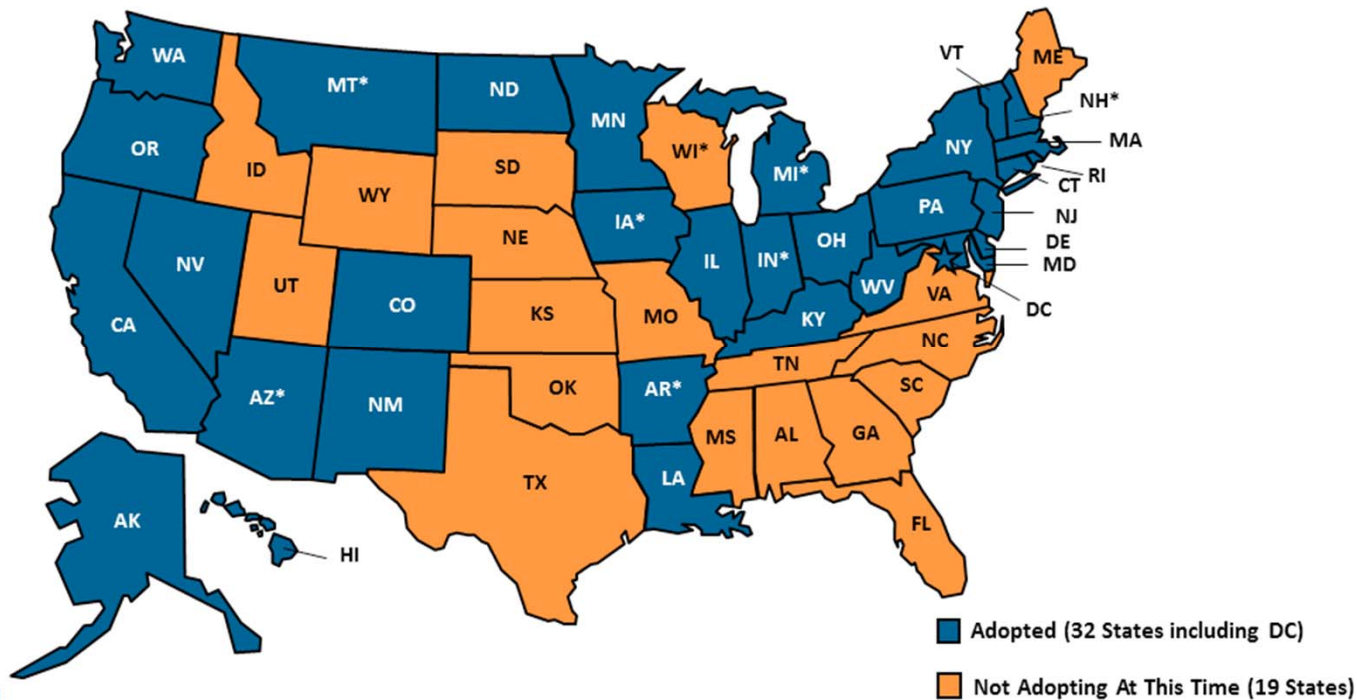 WA
MT*
ND
MN
VT
ME
NH*
MA
RI
CT
NJ
DE
MD
DC
OR
ID
WY
SD
WI*
MI*
NY
PA
NV
UT
CO
NE
IA*
IL
IN*
OH
WV
VA
CA
KS
MO
KY
NC
TN
SC
AZ*
NM
OK
AR*
MS
AL
GA
TX
LA
FL
AK
HI
Adopted (32 States including DC)
Not Adopting At This Time (19 States)